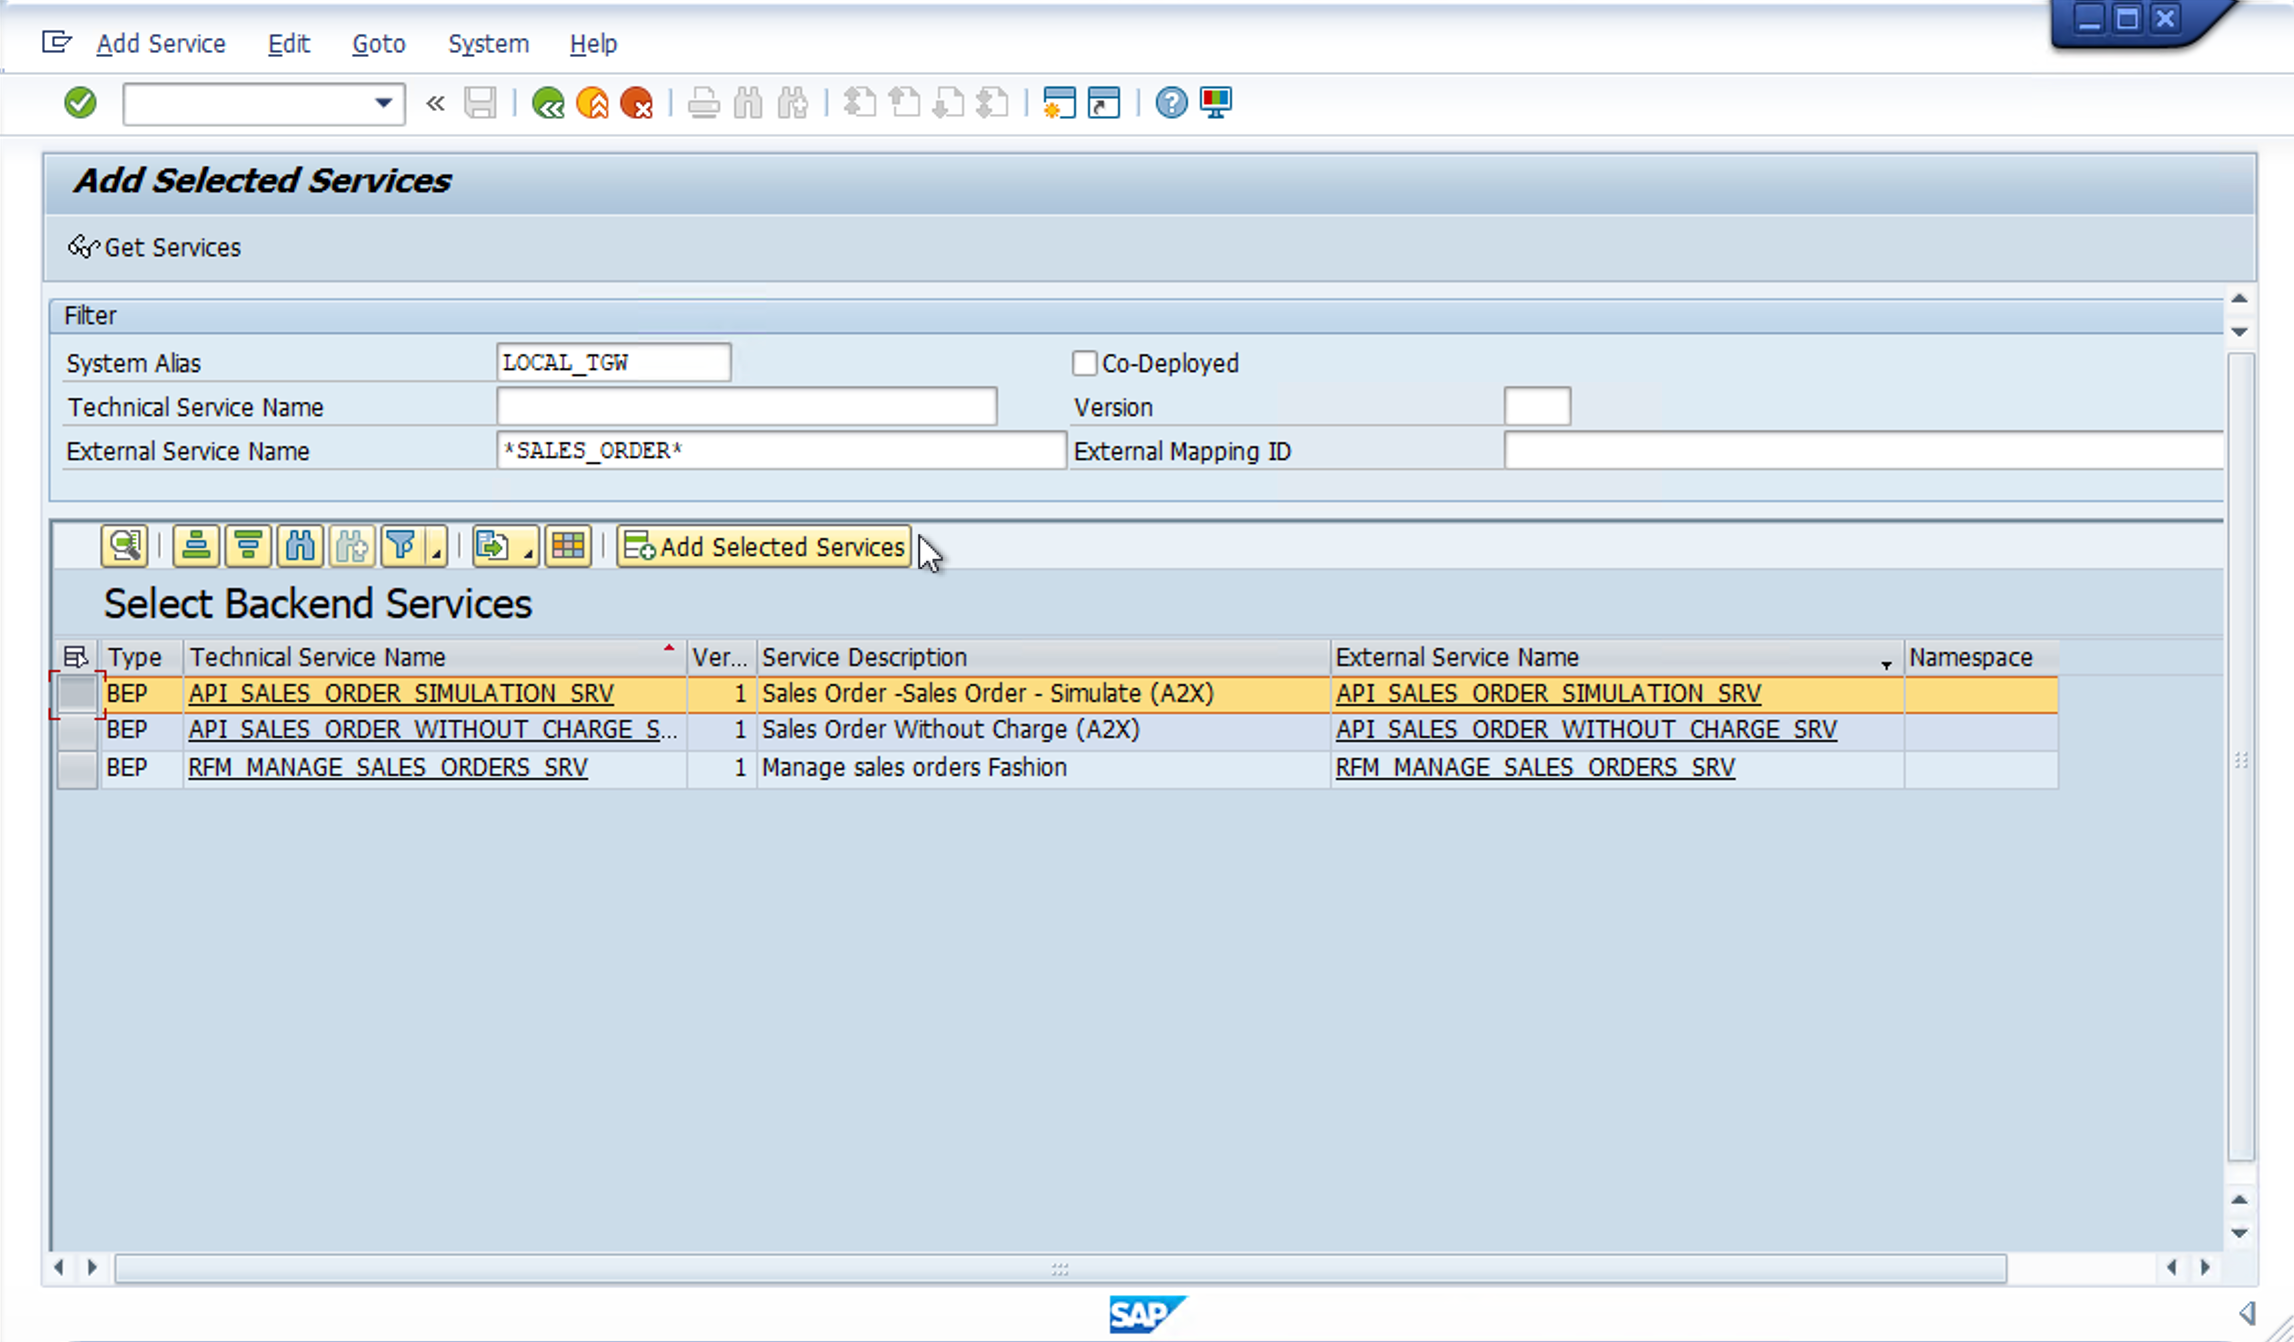 Add Service Edit Goto System Help
Add Selected Services
Get Services
Filter
System Alias LOCAL_TGW Co-Deployed
Technical Service Name Version
External Service Name *SALES_ORDER* External Mapping ID
Add Selected Services
Select Backend Services
Type Technical Service Name Ver... Service Description External Service Name Namespace
BEP API_SALES_ORDER_SIMULATION_SRV 1 Sales Order -Sales Order - Simulate (A2X) API_SALES_ORDER_SIMULATION_SRV
BEP API_SALES_ORDER_WITHOUT_CHARGE_S... 1 Sales Order Without Charge (A2X) API_SALES_ORDER_WITHOUT_CHARGE_SRV
BEP RFM_MANAGE_SALES_ORDERS_SRV 1 Manage sales orders Fashion RFM_MANAGE_SALES_ORDERS_SRV
SAP